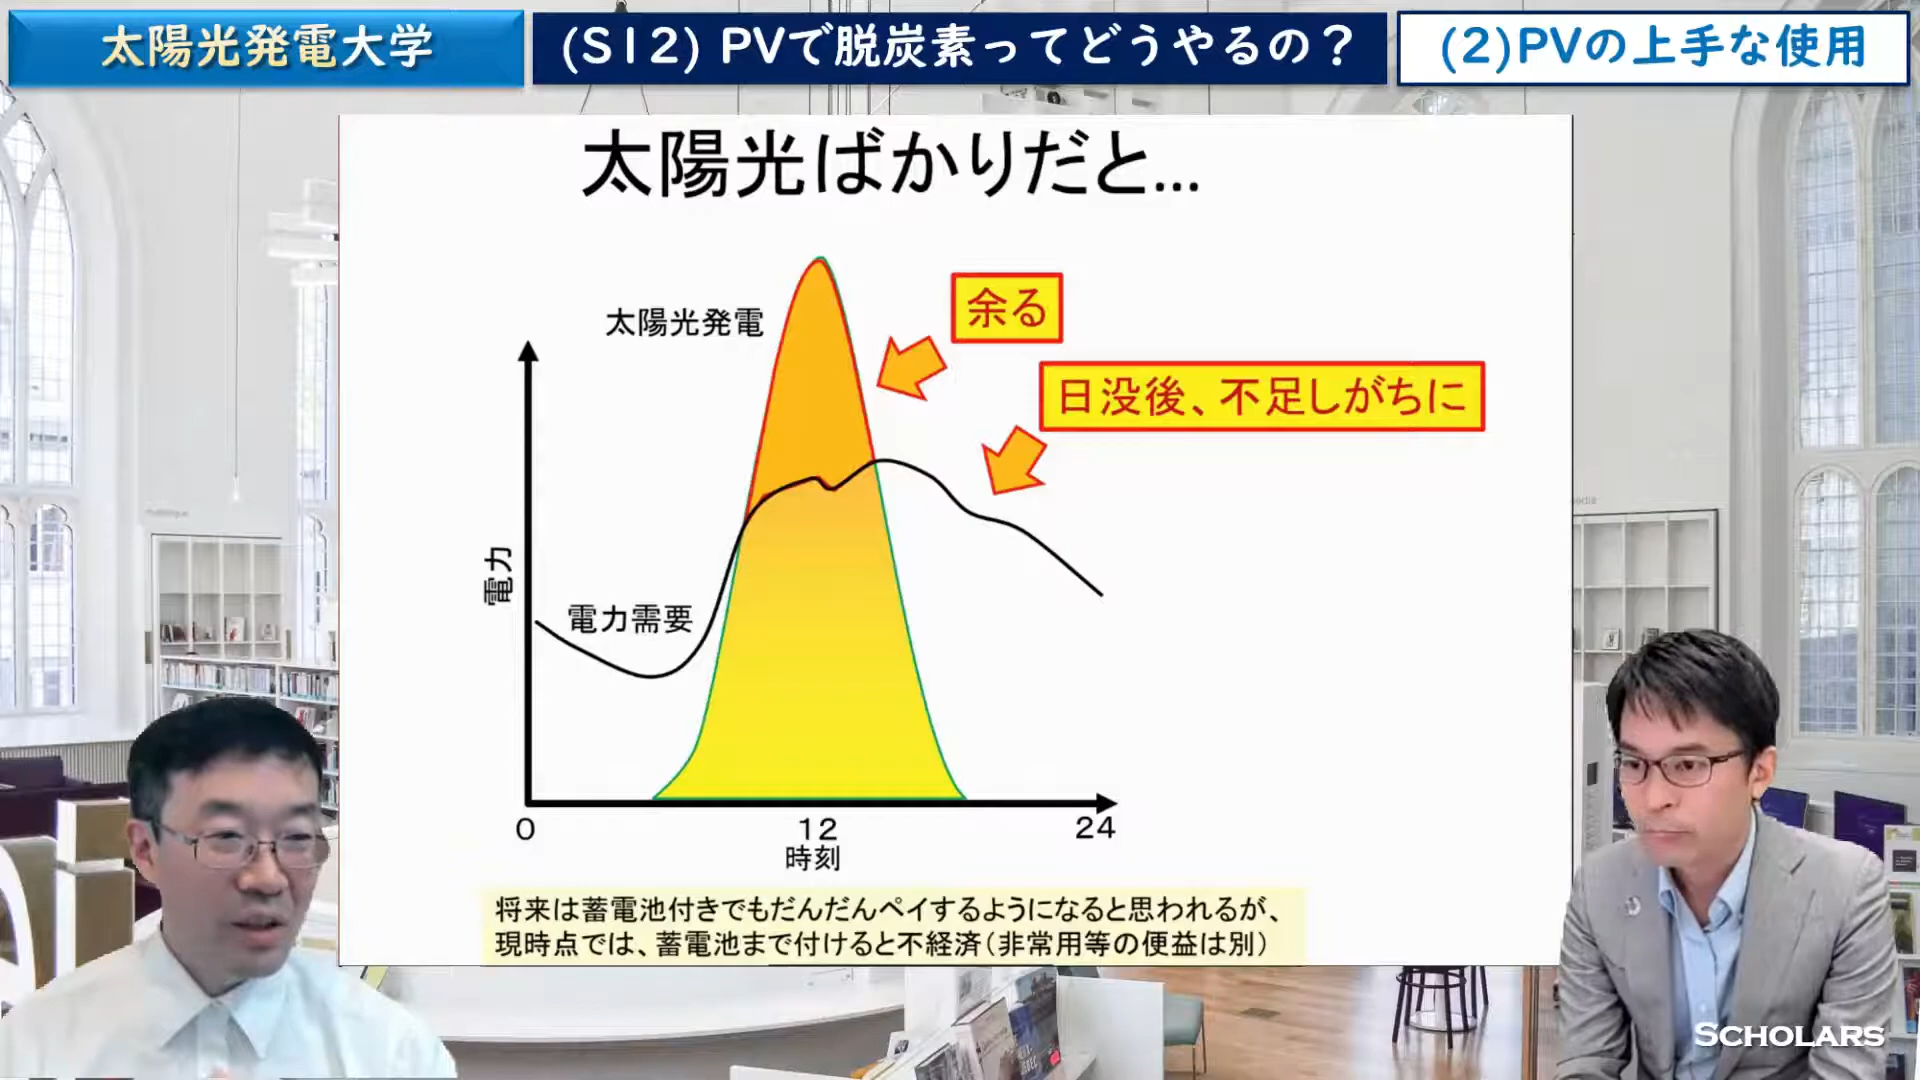 太陽光発電大学
(S12) PVで脱炭素ってどうやるの？
(2)PVの上手な使用
太陽光ばかりだと…
太陽光発電
余る
日没後、不足しがちに
電力
電力需要
0
12
24
時刻
将来は蓄電池付きでもだんだんペイするようになると思われるが、
現時点では、蓄電池まで付けると不経済（非常用等の便益は別）
SCHOLARS